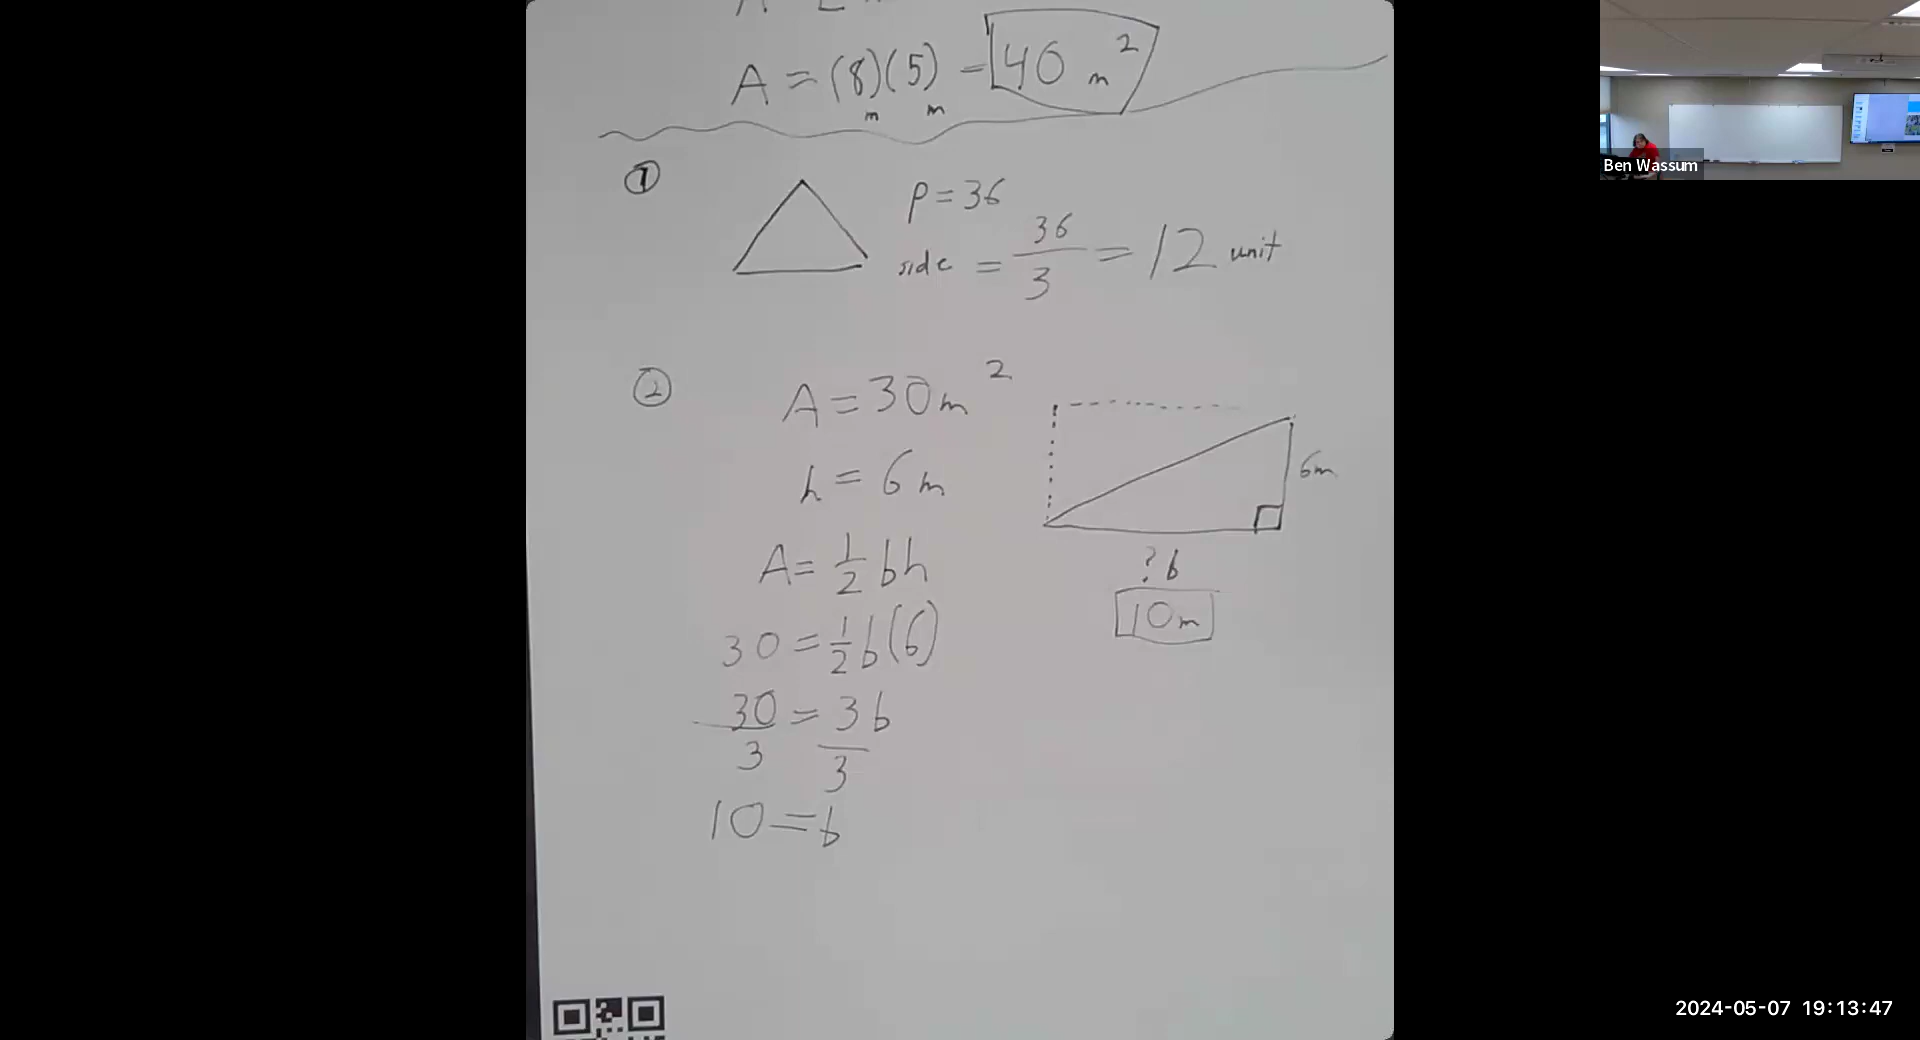 A = (8)(5) = 40 m²
m m
① P = 36
side = 36/3 = 12 unit
② A = 30 m²
h = 6 m
6m
A = 1/2 bh
? b
10 m
30 = 1/2 b(6)
30/3 = 3b/3
10 = b
Ben Wassum
2024-05-07 19:13:47